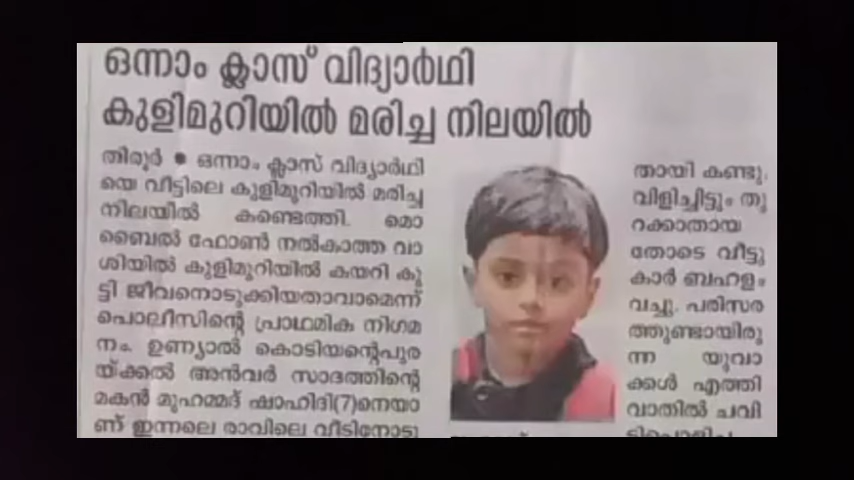 ഒന്നാം ക്ലാസ് വിദ്യാർഥി
കുളിമുറിയിൽ മരിച്ച നിലയിൽ
തിരൂർ ● ഒന്നാം ക്ലാസ് വിദ്യാർഥി
യെ വീട്ടിലെ കുളിമുറിയിൽ മരിച്ച
നിലയിൽ കണ്ടെത്തി. മൊ
ബൈൽ ഫോൺ നൽകാത്ത വാ
ശിയിൽ കുളിമുറിയിൽ കയറി കു
ട്ടി ജീവനൊടുക്കിയതാവാമെന്ന്
പൊലീസിന്റെ പ്രാഥമിക നിഗമ
നം. ഉണ്യാൽ കൊടിയന്റെപുര
യ്ക്കൽ അൻവർ സാദത്തിന്റെ
മകൻ മുഹമ്മദ് ഷാഹിദി(7)നെയാ
ണ് ഇന്നലെ രാവിലെ വീടിനോടു
തായി കണ്ടു.
വിളിച്ചിട്ടും തു
റക്കാതായ
തോടെ വീട്ടു
കാർ ബഹളം
വച്ചു. പരിസര
ത്തുണ്ടായിരു
ന്ന യുവാ
ക്കൾ എത്തി
വാതിൽ ചവി
ട്ടിപ്പൊളിച്ച